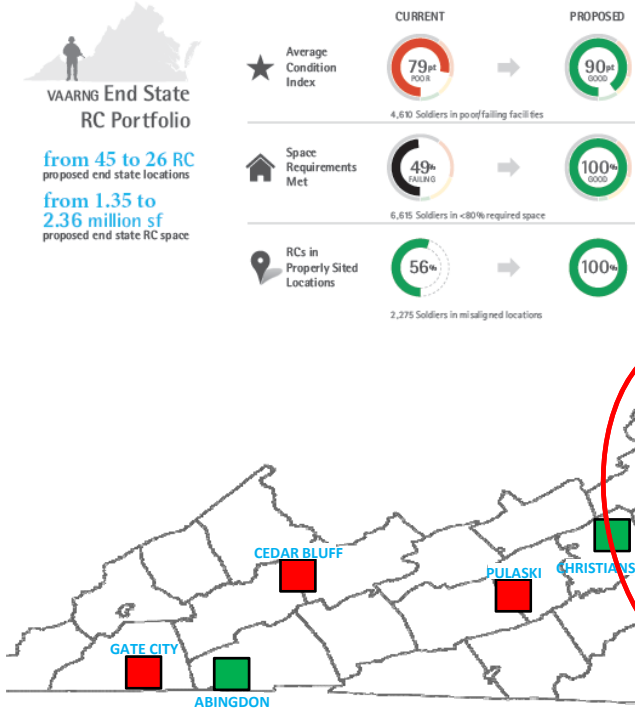 CURRENT
PROPOSED
VAARNG End State
RC Portfolio
from 45 to 26 RC
proposed end state locations
from 1.35 to
2.36 million sf
proposed end state RC space
Average
Condition
Index
79pt
POOR
90pt
GOOD
4,610 Soldiers in poor/failing facilities
Space
Requirements
Met
49%
FAILING
100%
GOOD
6,615 Soldiers in <80% required space
RCs in
Properly Sited
Locations
56%
100%
2,275 Soldiers in misaligned locations
CEDAR BLUFF
PULASKI
CHRISTIANS
GATE CITY
ABINGDON